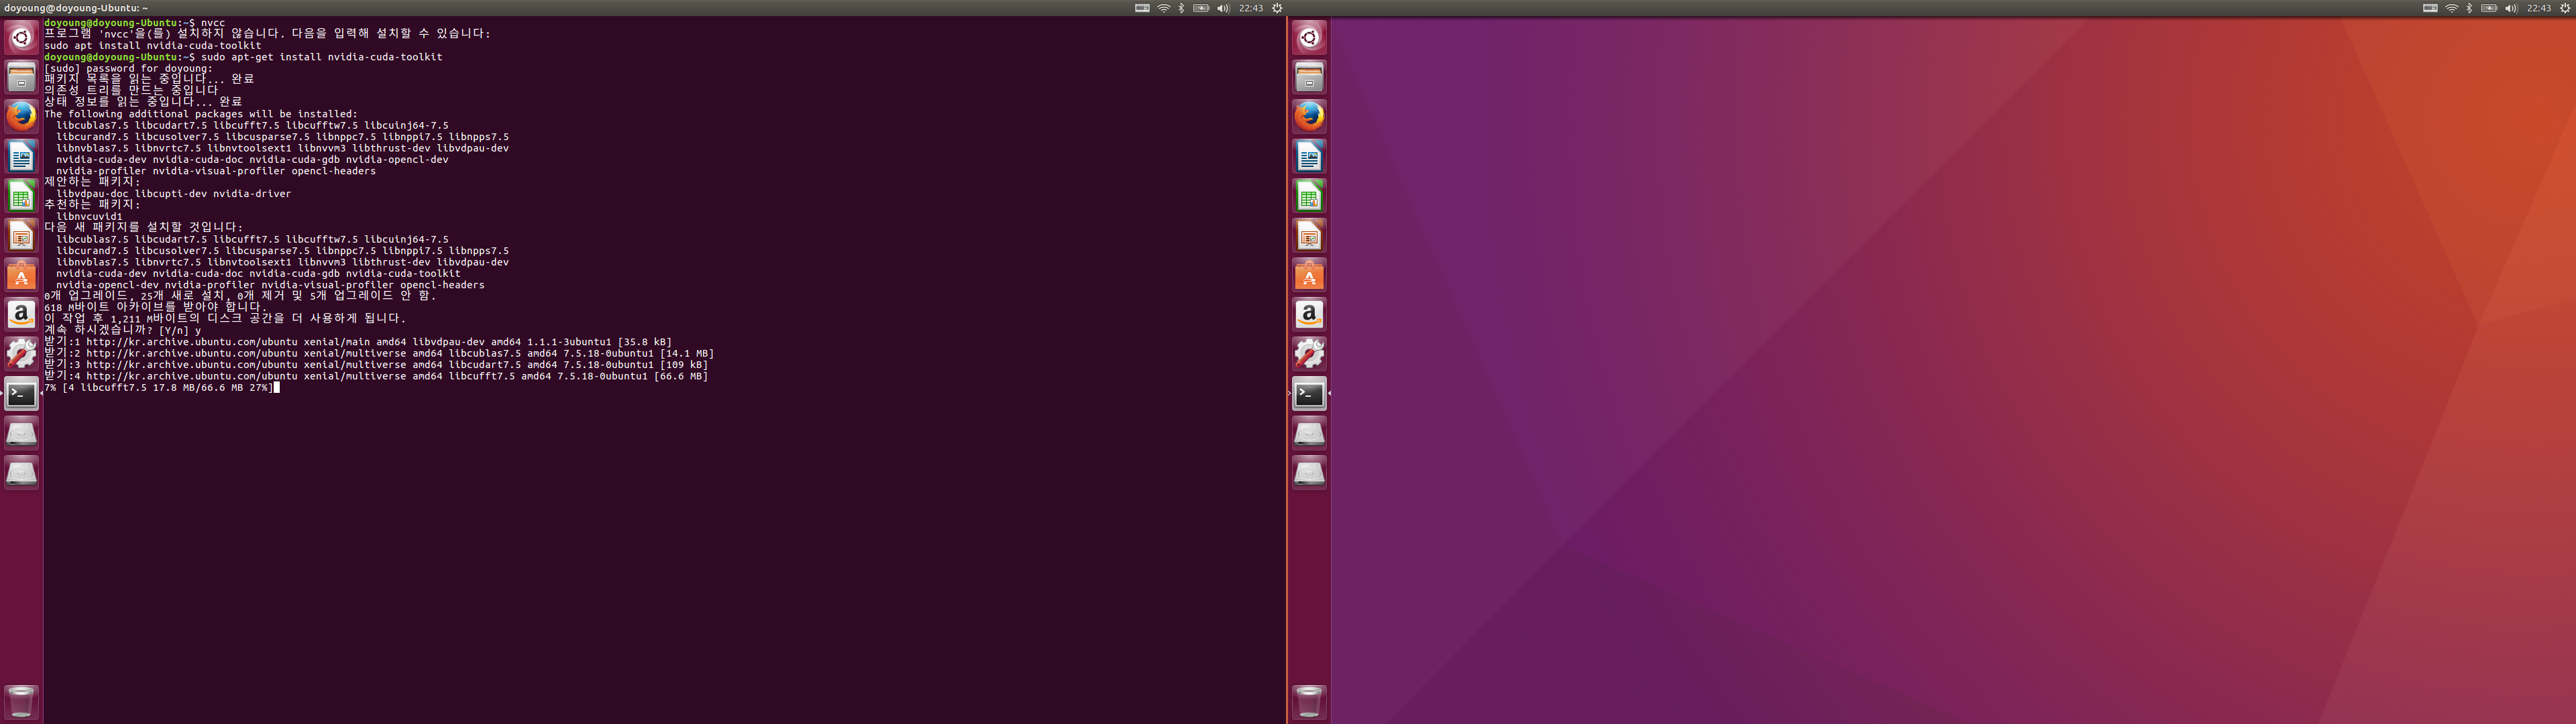 doyoung@doyoung-Ubuntu: ~
22:43
22:43
doyoung@doyoung-Ubuntu:~$ nvcc
프로그램 'nvcc'을(를) 설치하지 않습니다. 다음을 입력해 설치할 수 있습니다:
sudo apt install nvidia-cuda-toolkit
doyoung@doyoung-Ubuntu:~$ sudo apt-get install nvidia-cuda-toolkit
[sudo] password for doyoung:
패키지 목록을 읽는 중입니다... 완료
의존성 트리를 만드는 중입니다
상태 정보를 읽는 중입니다... 완료
The following additional packages will be installed:
  libcublas7.5 libcudart7.5 libcufft7.5 libcufftw7.5 libcuinj64-7.5
  libcurand7.5 libcusolver7.5 libcusparse7.5 libnppc7.5 libnppi7.5 libnpps7.5
  libnvblas7.5 libnvrtc7.5 libnvtoolsext1 libnvvm3 libthrust-dev libvdpau-dev
  nvidia-cuda-dev nvidia-cuda-doc nvidia-cuda-gdb nvidia-opencl-dev
  nvidia-profiler nvidia-visual-profiler opencl-headers
제안하는 패키지:
  libvdpau-doc libcupti-dev nvidia-driver
추천하는 패키지:
  libnvcuvid1
다음 새 패키지를 설치할 것입니다:
  libcublas7.5 libcudart7.5 libcufft7.5 libcufftw7.5 libcuinj64-7.5
  libcurand7.5 libcusolver7.5 libcusparse7.5 libnppc7.5 libnppi7.5 libnpps7.5
  libnvblas7.5 libnvrtc7.5 libnvtoolsext1 libnvvm3 libthrust-dev libvdpau-dev
  nvidia-cuda-dev nvidia-cuda-doc nvidia-cuda-gdb nvidia-cuda-toolkit
  nvidia-opencl-dev nvidia-profiler nvidia-visual-profiler opencl-headers
0개 업그레이드, 25개 새로 설치, 0개 제거 및 5개 업그레이드 안 함.
618 M바이트 아카이브를 받아야 합니다.
이 작업 후 1,211 M바이트의 디스크 공간을 더 사용하게 됩니다.
계속 하시겠습니까? [Y/n] y
받기:1 http://kr.archive.ubuntu.com/ubuntu xenial/main amd64 libvdpau-dev amd64 1.1.1-3ubuntu1 [35.8 kB]
받기:2 http://kr.archive.ubuntu.com/ubuntu xenial/multiverse amd64 libcublas7.5 amd64 7.5.18-0ubuntu1 [14.1 MB]
받기:3 http://kr.archive.ubuntu.com/ubuntu xenial/multiverse amd64 libcudart7.5 amd64 7.5.18-0ubuntu1 [109 kB]
받기:4 http://kr.archive.ubuntu.com/ubuntu xenial/multiverse amd64 libcufft7.5 amd64 7.5.18-0ubuntu1 [66.6 MB]
7% [4 libcufft7.5 17.8 MB/66.6 MB 27%]